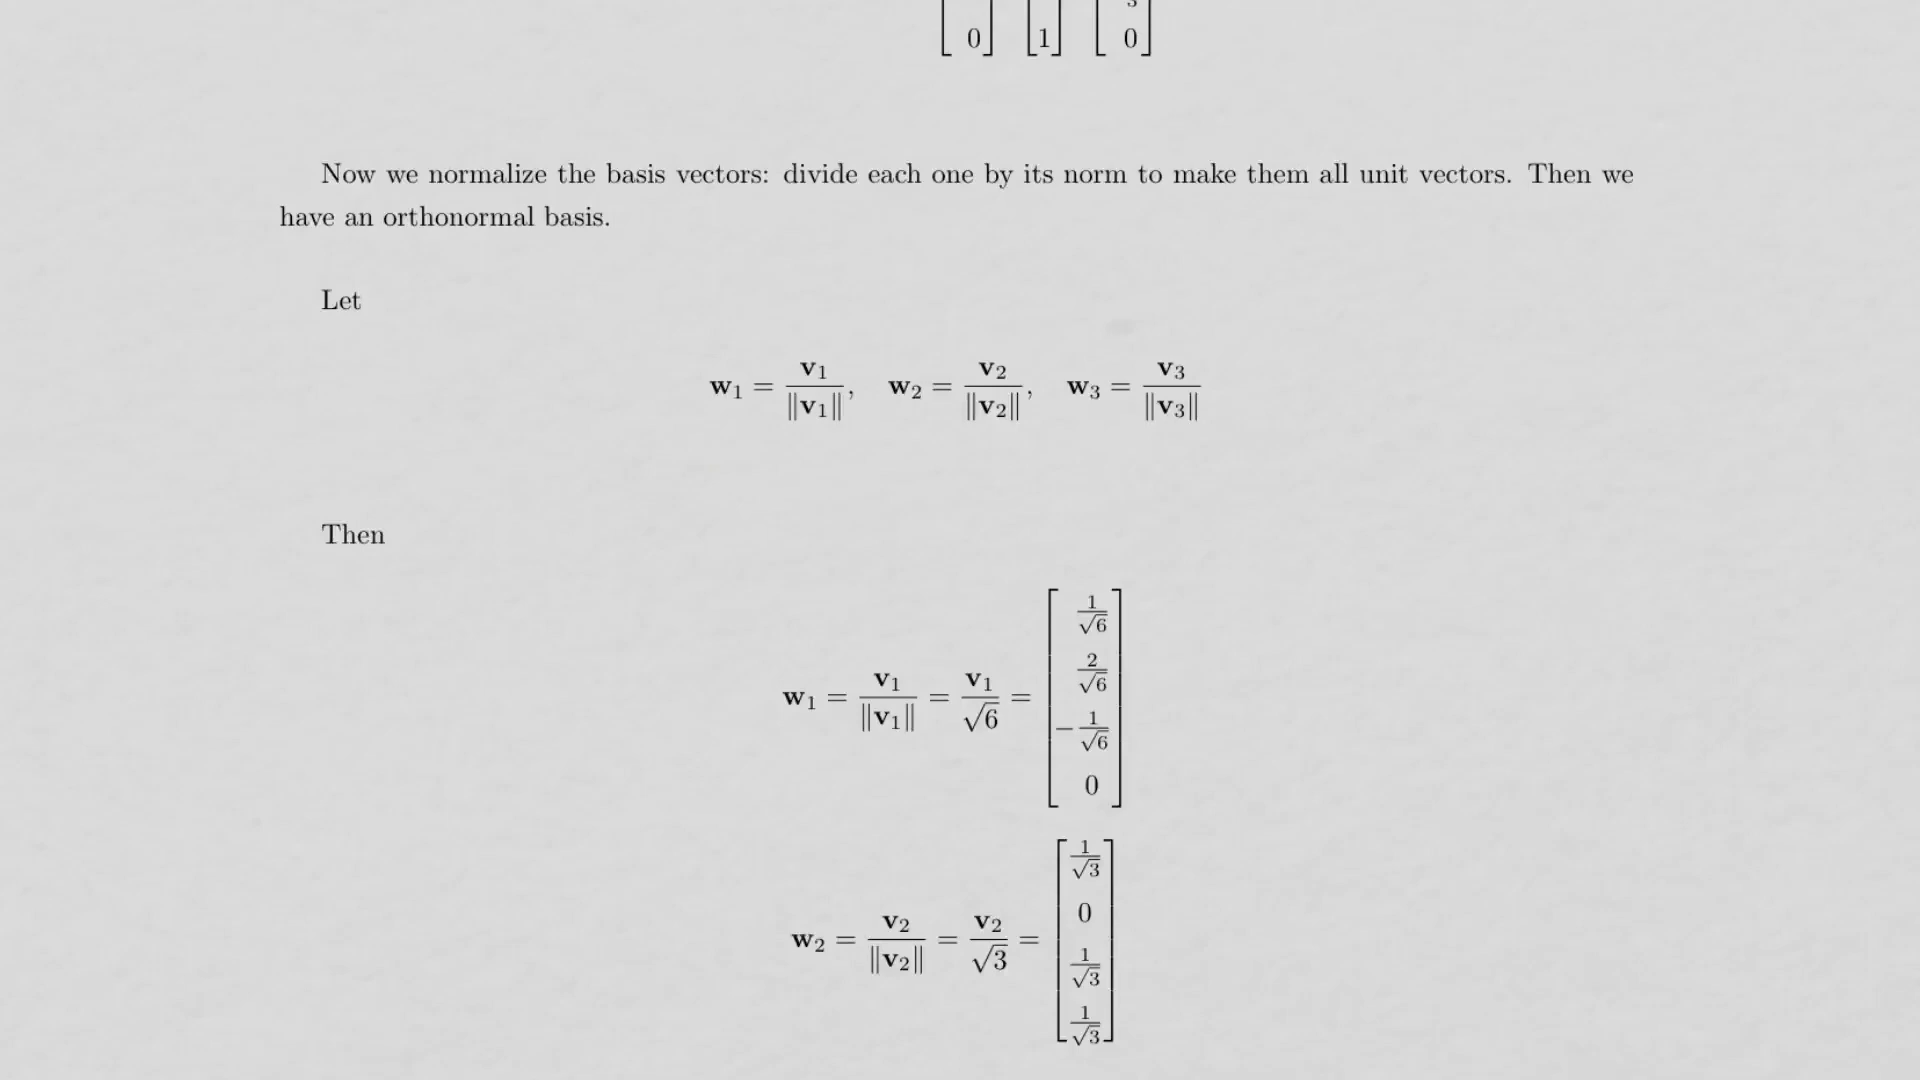 [0] [1] [3 0]
Now we normalize the basis vectors: divide each one by its norm to make them all unit vectors. Then we
have an orthonormal basis.
Let
w₁ = v₁/‖v₁‖, w₂ = v₂/‖v₂‖, w₃ = v₃/‖v₃‖
Then
w₁ = v₁/‖v₁‖ = v₁/√6 = [1/√6 2/√6 −1/√6 0]
w₂ = v₂/‖v₂‖ = v₂/√3 = [1/√3 0 1/√3 1/√3]